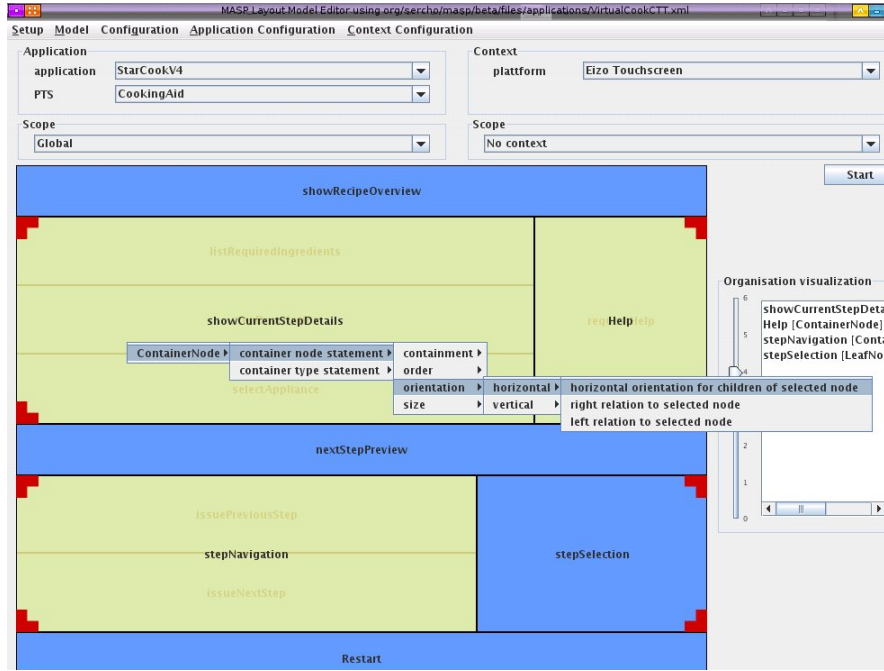 MASP Layout Model Editor using org/sercho/masp/beta/files/applications/VirtualCookCTT.xml
Setup Model Configuration Application Configuration Context Configuration
Application
application StarCookV4
PTS CookingAid
Context
plattform Eizo Touchscreen
Scope
Global
Scope
No context
Start
showRecipeOverview
listRequiredIngredients
showCurrentStepDetails
Help
ContainerNode
container node statement
container type statement
containment
order
orientation
size
horizontal
vertical
horizontal orientation for children of selected node
right relation to selected node
left relation to selected node
selectAppliance
nextStepPreview
issuePreviousStep
stepNavigation
issueNextStep
stepSelection
Restart
Organisation visualization
6
5
4
2
1
0
showCurrentStepDeta
Help [ContainerNode]
stepNavigation [Conta
stepSelection [LeafNo